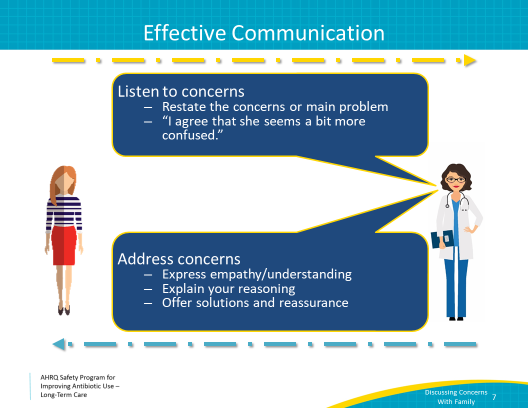 Effective Communication
Listen to concerns
– Restate the concerns or main problem
– “I agree that she seems a bit more
confused.”
Address concerns
– Express empathy/understanding
– Explain your reasoning
– Offer solutions and reassurance
AHRQ Safety Program for
Improving Antibiotic Use –
Long-Term Care
Discussing Concerns
With Family
7